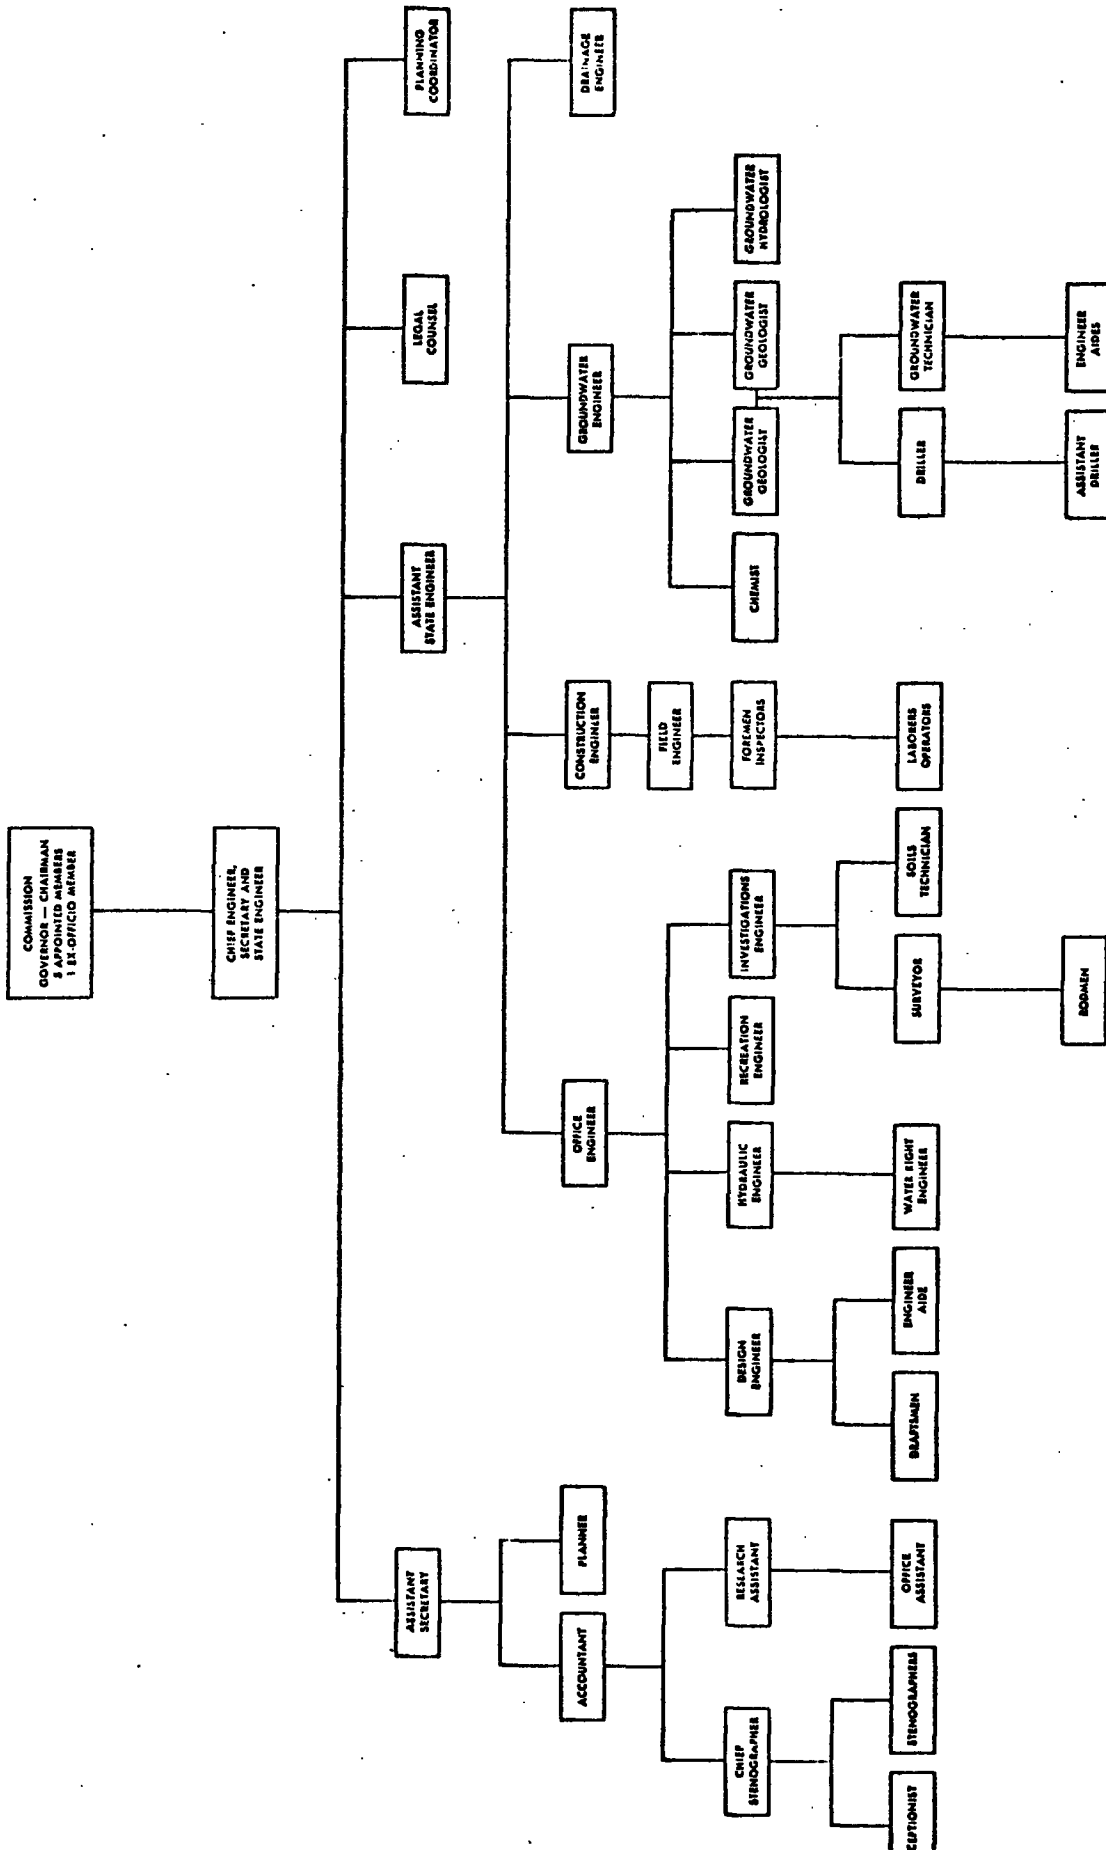 COMMISSION
GOVERNOR — CHAIRMAN
5 APPOINTED MEMBERS
1 EX-OFFICIO MEMBER
CHIEF ENGINEER,
SECRETARY AND
STATE ENGINEER
ASSISTANT
SECRETARY
ASSISTANT
STATE ENGINEER
LEGAL
COUNSEL
PLANNING
COORDINATOR
ACCOUNTANT
PLANNER
OFFICE
ENGINEER
CONSTRUCTION
ENGINEER
GROUNDWATER
ENGINEER
DRAINAGE
ENGINEER
FIELD
ENGINEER
CHIEF
STENOGRAPHER
RESEARCH
ASSISTANT
DESIGN
ENGINEER
HYDRAULIC
ENGINEER
RECREATION
ENGINEER
INVESTIGATIONS
ENGINEER
FOREMEN
INSPECTORS
CHEMIST
GROUNDWATER
GEOLOGIST
GROUNDWATER
GEOLOGIST
GROUNDWATER
HYDROLOGIST
CEPTIONIST
STENOGRAPHERS
OFFICE
ASSISTANT
DRAFTSMEN
ENGINEER
AIDE
WATER RIGHT
ENGINEER
SURVEYOR
SOILS
TECHNICIAN
LABORERS
OPERATORS
DRILLER
GROUNDWATER
TECHNICIAN
RODMEN
ASSISTANT
DRILLER
ENGINEER
AIDES